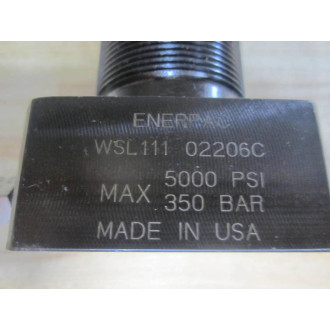 ENERPAC
WSL111 02206C
MAX 5000 PSI
350 BAR
MADE IN USA